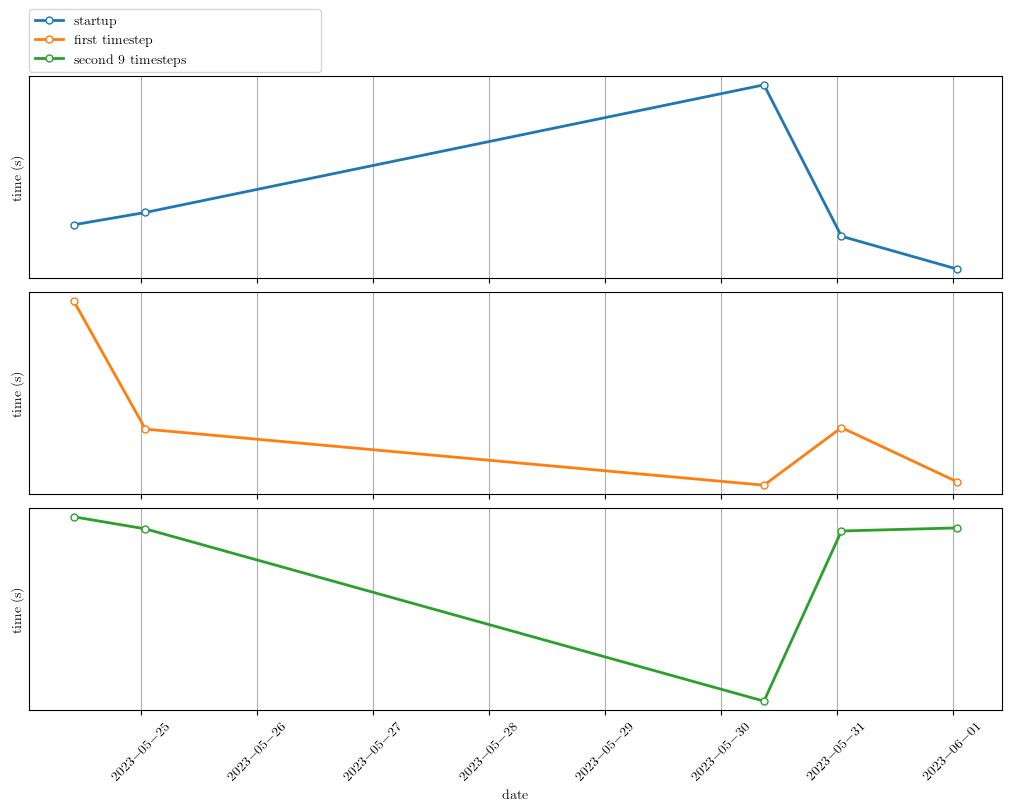 startup
first timestep
second 9 timesteps
time (s)
time (s)
time (s)
2023−05−25
2023−05−26
2023−05−27
2023−05−28
2023−05−29
2023−05−30
2023−05−31
2023−06−01
date